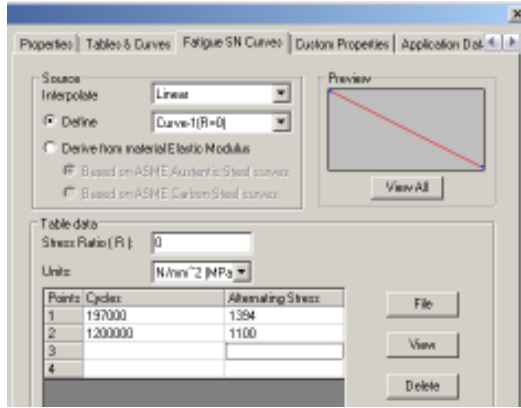 Properties Tables & Curves Fatigue SN Curves Custom Properties Application Dat
Source
Interpolate Linear
Define Curve-1(R=0)
Derive from material Elastic Modulus
Based on ASME Austenitic Steel curves
Based on ASME Carbon Steel curves
Preview
View All
Table data
Stress Ratio (R): 0
Units: N/mm^2 (MPa
Points Cycles Alternating Stress
1 197000 1394
2 1200000 1100
3
4
File
View
Delete